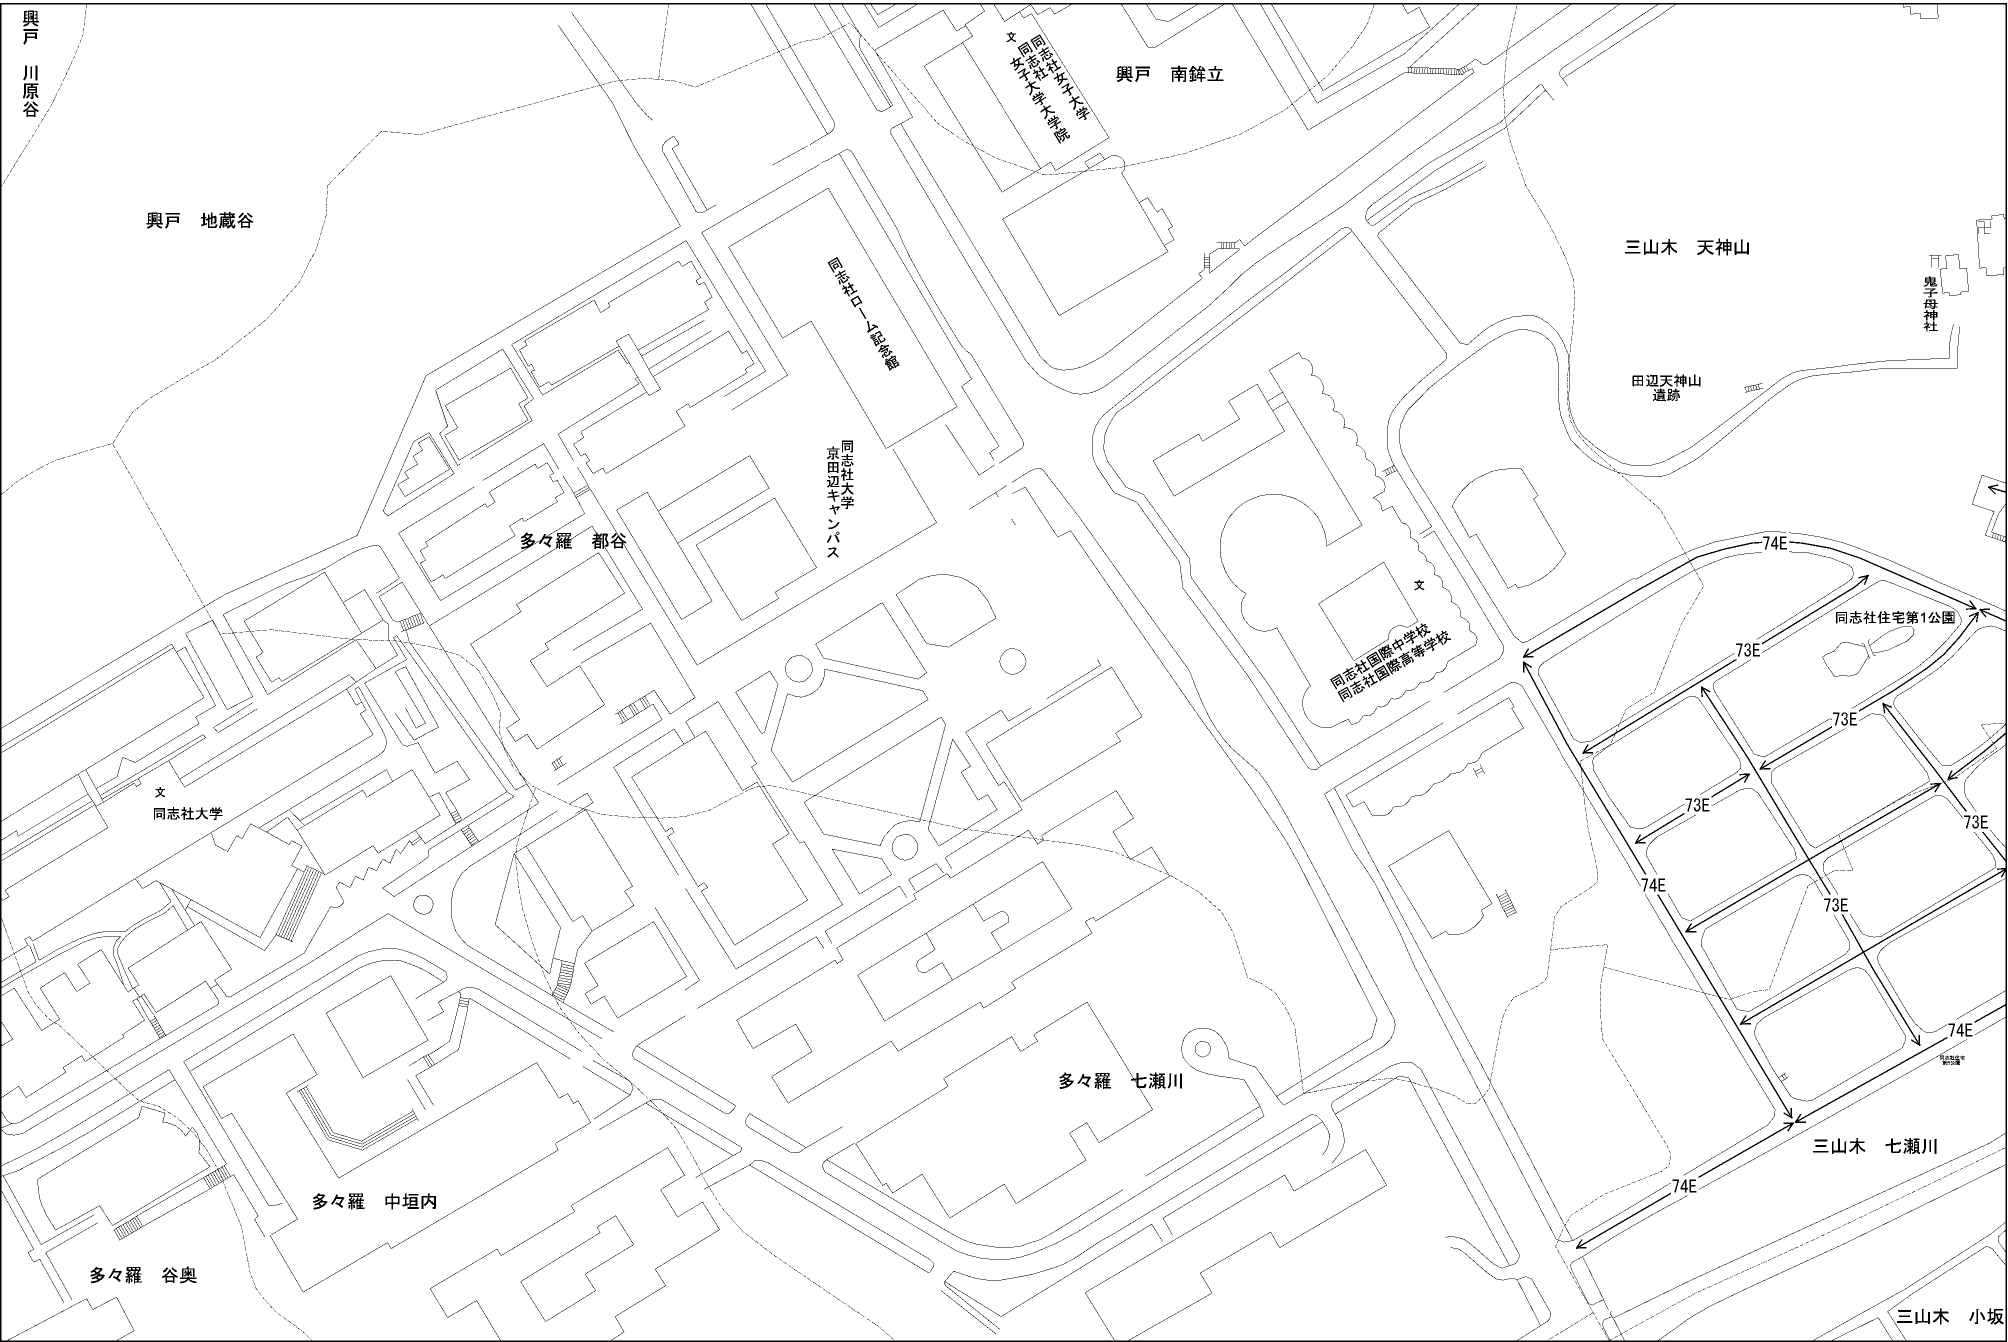 興戸　川原谷
文
同志社女子大学
同志社
女子大学大学院
興戸　南鉾立
興戸　地蔵谷
三山木　天神山
鬼子母神社
同志社ローム記念館
田辺天神山
遺跡
同志社大学
京田辺キャンパス
多々羅　都谷
74E
文
同志社国際中学校
同志社国際高等学校
同志社住宅第1公園
73E
73E
73E
73E
文
同志社大学
74E
73E
74E
多々羅　七瀬川
三山木　七瀬川
74E
多々羅　中垣内
多々羅　谷奥
三山木　小坂